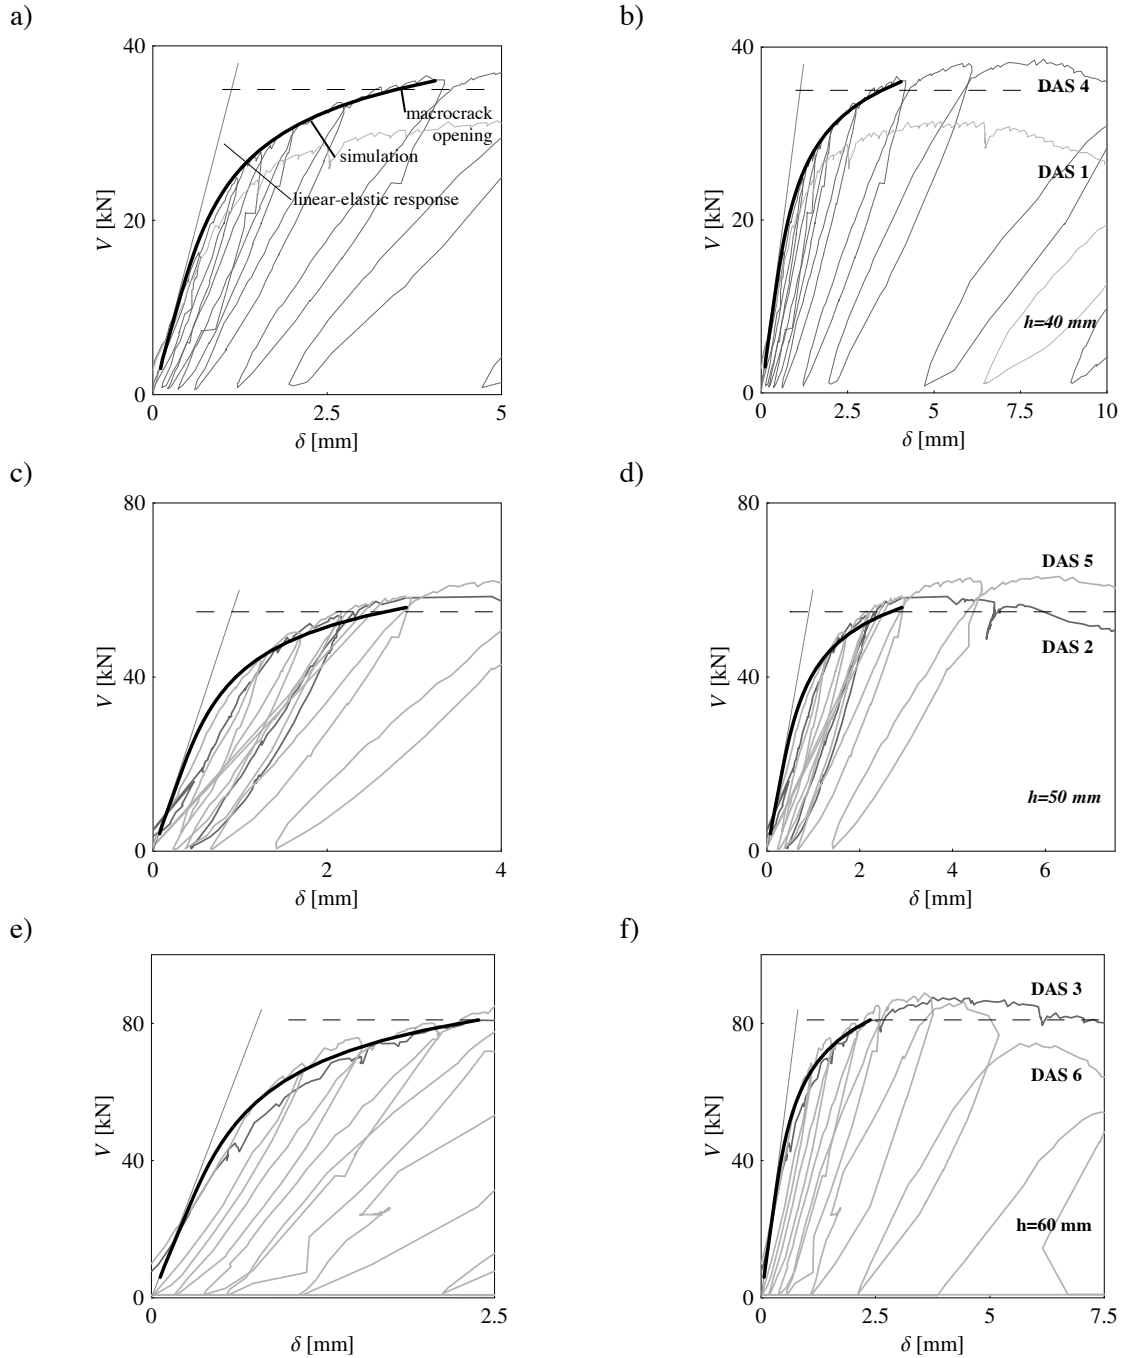 a)
40
20
0
0
2.5
5
V [kN]
δ [mm]
macrocrack
opening
simulation
linear-elastic response
b)
40
20
0
0
2.5
5
7.5
10
V [kN]
δ [mm]
DAS 4
DAS 1
h=40 mm
c)
80
40
0
0
2
4
V [kN]
δ [mm]
d)
80
40
0
0
2
4
6
V [kN]
δ [mm]
DAS 5
DAS 2
h=50 mm
e)
80
40
0
0
2.5
V [kN]
δ [mm]
f)
80
40
0
0
2.5
5
7.5
V [kN]
δ [mm]
DAS 3
DAS 6
h=60 mm